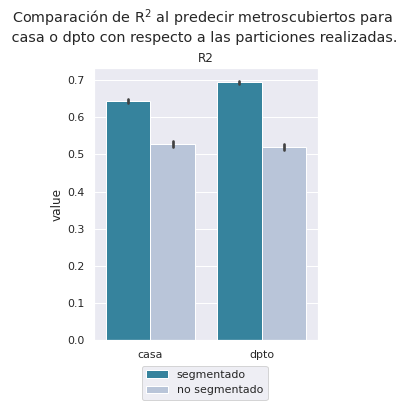 Comparación de R² al predecir metroscubiertos para
casa o dpto con respecto a las particiones realizadas.
R2
0.7
0.6
0.5
0.4
0.3
0.2
0.1
0.0
value
casa dpto
segmentado
no segmentado